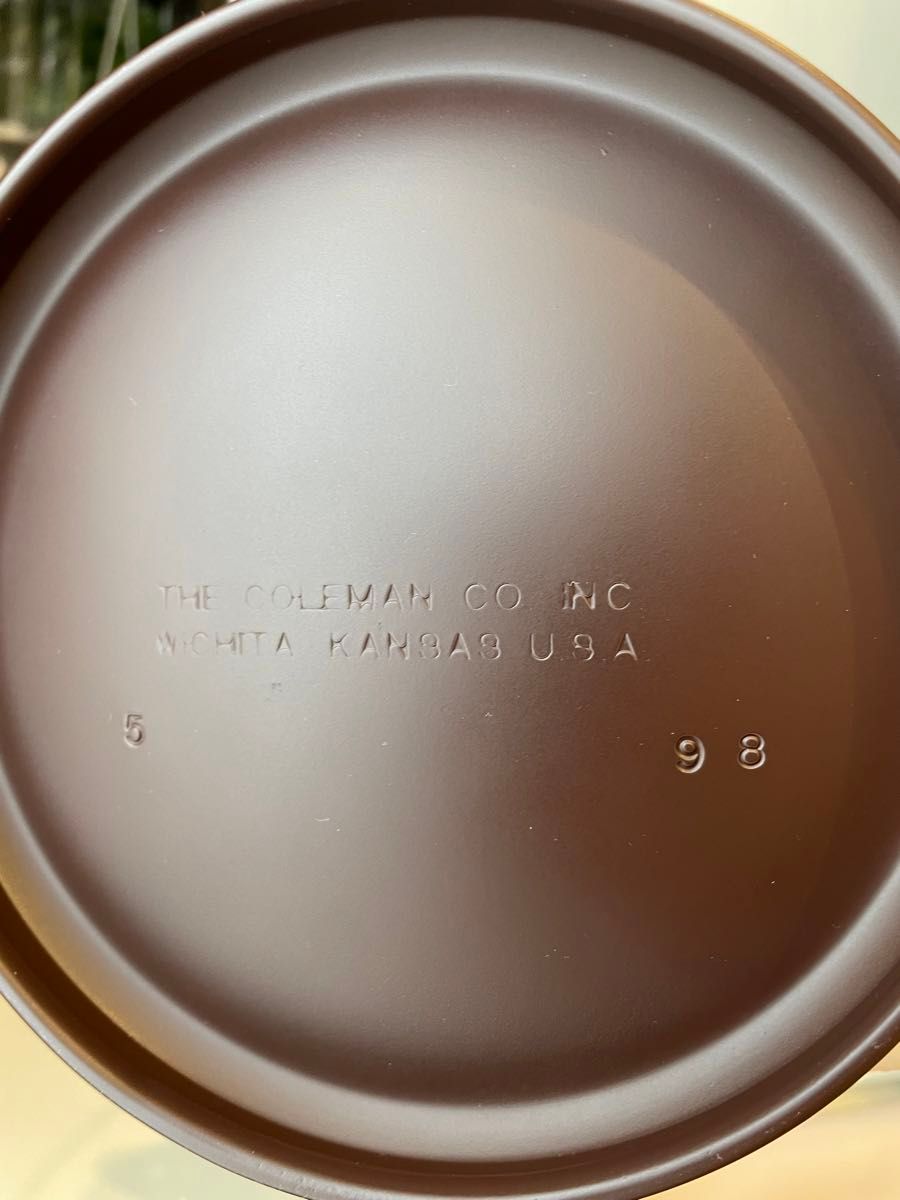 THE COLEMAN CO INC
WICHITA KANSAS U.S.A.
5 9 8